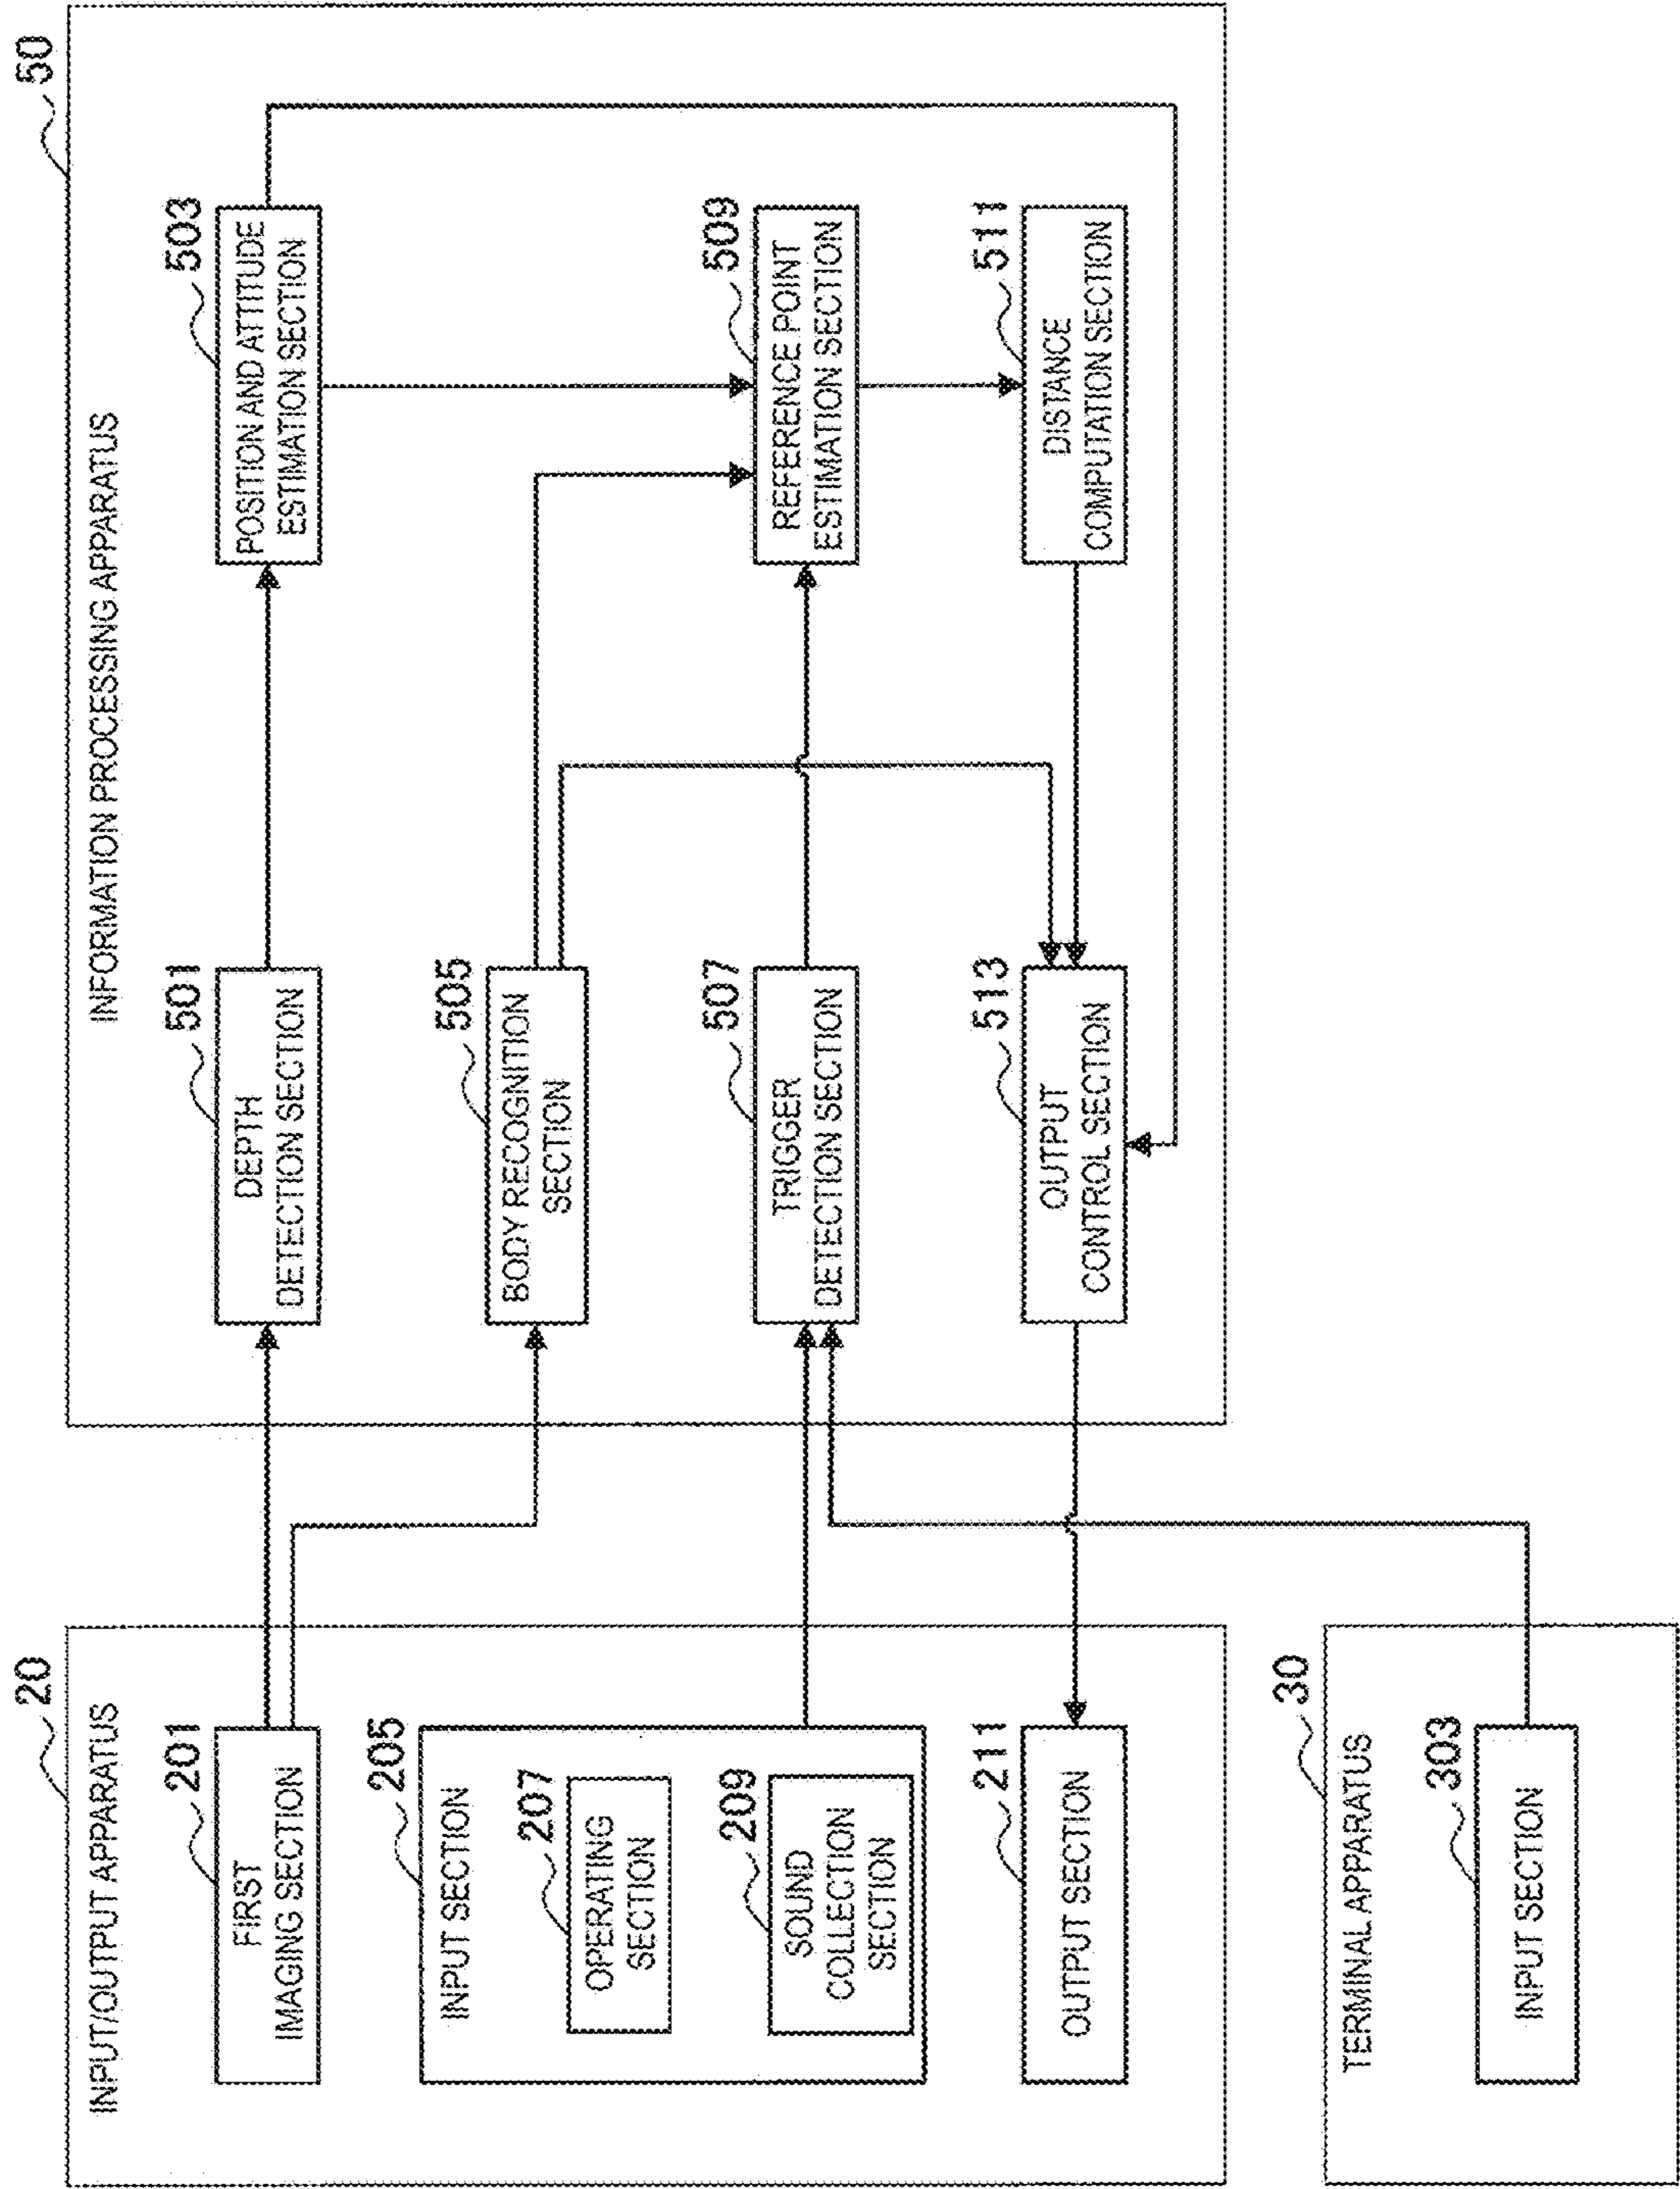 20
INPUT/OUTPUT APPARATUS
201
FIRST
IMAGING SECTION
205
INPUT SECTION
207
OPERATING
SECTION
209
SOUND
COLLECTION
SECTION
211
OUTPUT SECTION
30
TERMINAL APPARATUS
303
INPUT SECTION
50
INFORMATION PROCESSING APPARATUS
501
DEPTH
DETECTION SECTION
503
POSITION AND ATTITUDE
ESTIMATION SECTION
505
BODY RECOGNITION
SECTION
507
TRIGGER
DETECTION SECTION
509
REFERENCE POINT
ESTIMATION SECTION
513
OUTPUT
CONTROL SECTION
511
DISTANCE
COMPUTATION SECTION